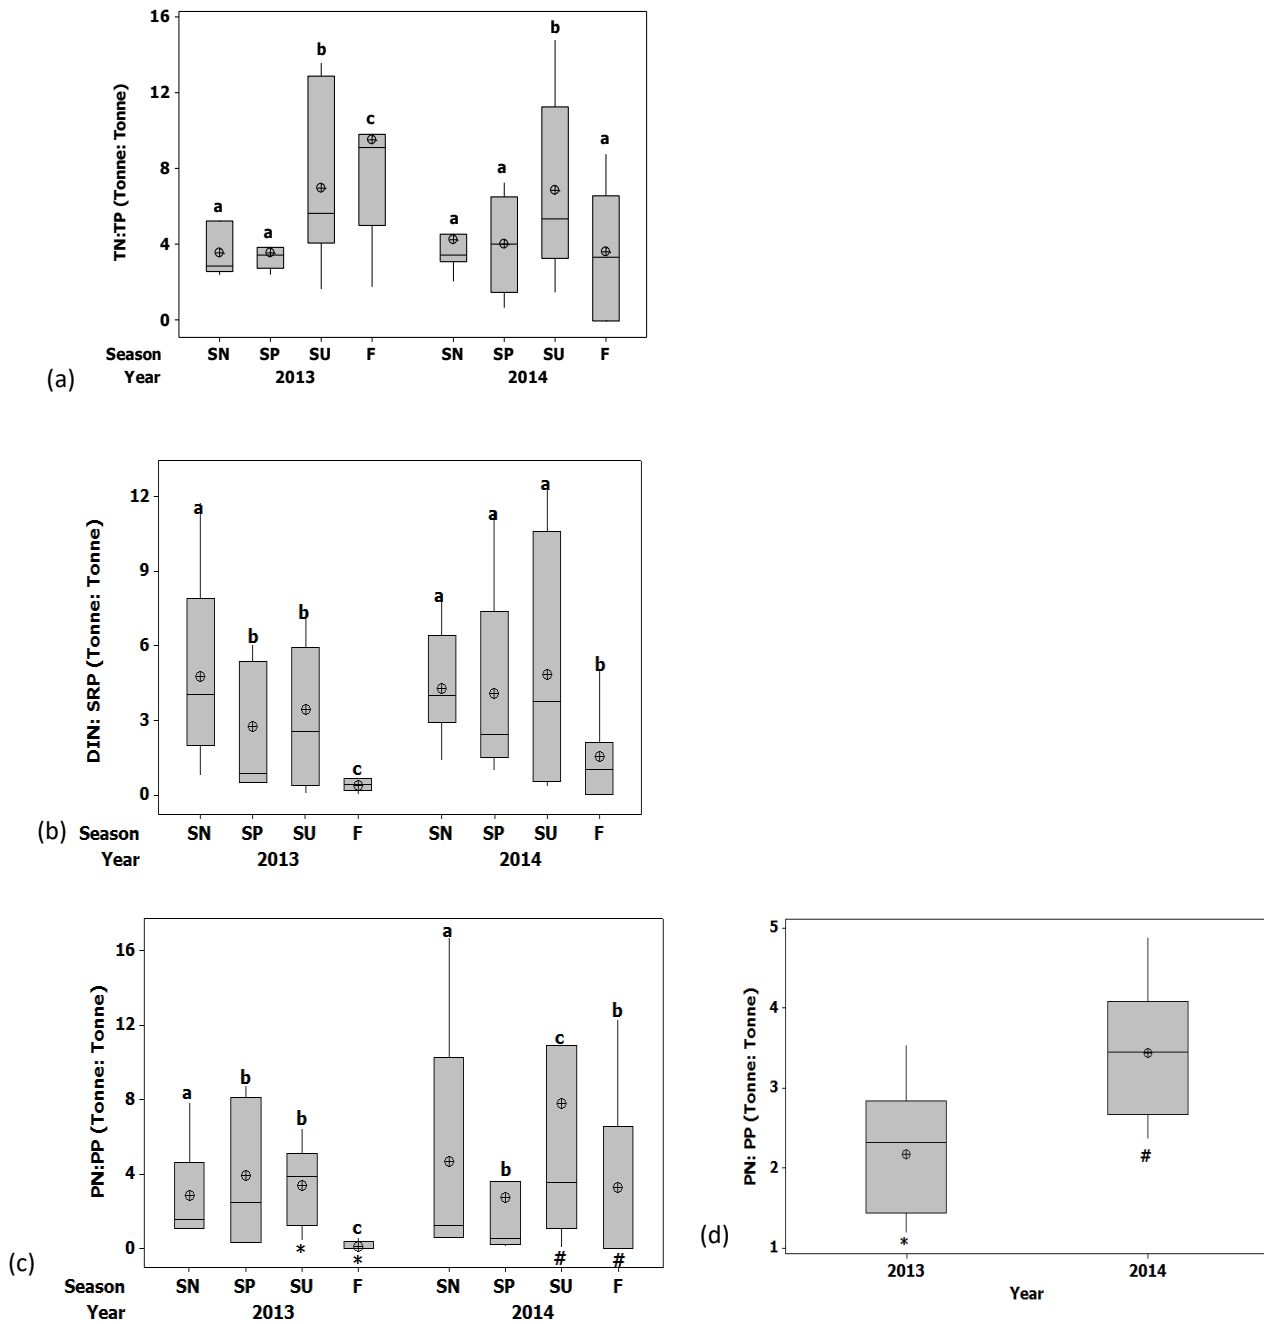 TN:TP (Tonne: Tonne)
16
12
8
4
0
a a b c a a b a
Season SN SP SU F SN SP SU F
Year 2013 2014
(a)
DIN: SRP (Tonne: Tonne)
12
9
6
3
0
a b b c a a a b
(b) Season SN SP SU F SN SP SU F
Year 2013 2014
PN:PP (Tonne: Tonne)
16
12
8
4
0
a b b c a b c b
* * # #
(c)
Season SN SP SU F SN SP SU F
Year 2013 2014
PN: PP (Tonne: Tonne)
5
4
3
2
1
* #
(d)
2013 2014
Year